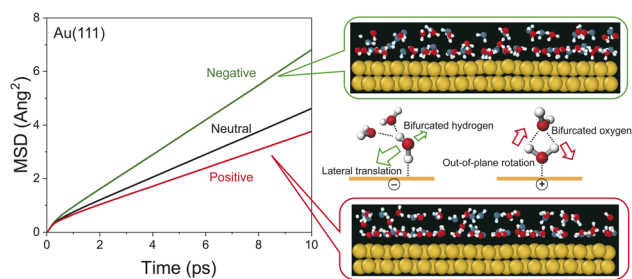 Au(111)
MSD (Ang²)
8
6
4
2
0
Negative
Neutral
Positive
0 2 4 6 8 10
Time (ps)
Bifurcated hydrogen
Lateral translation
−
Bifurcated oxygen
Out-of-plane rotation
+